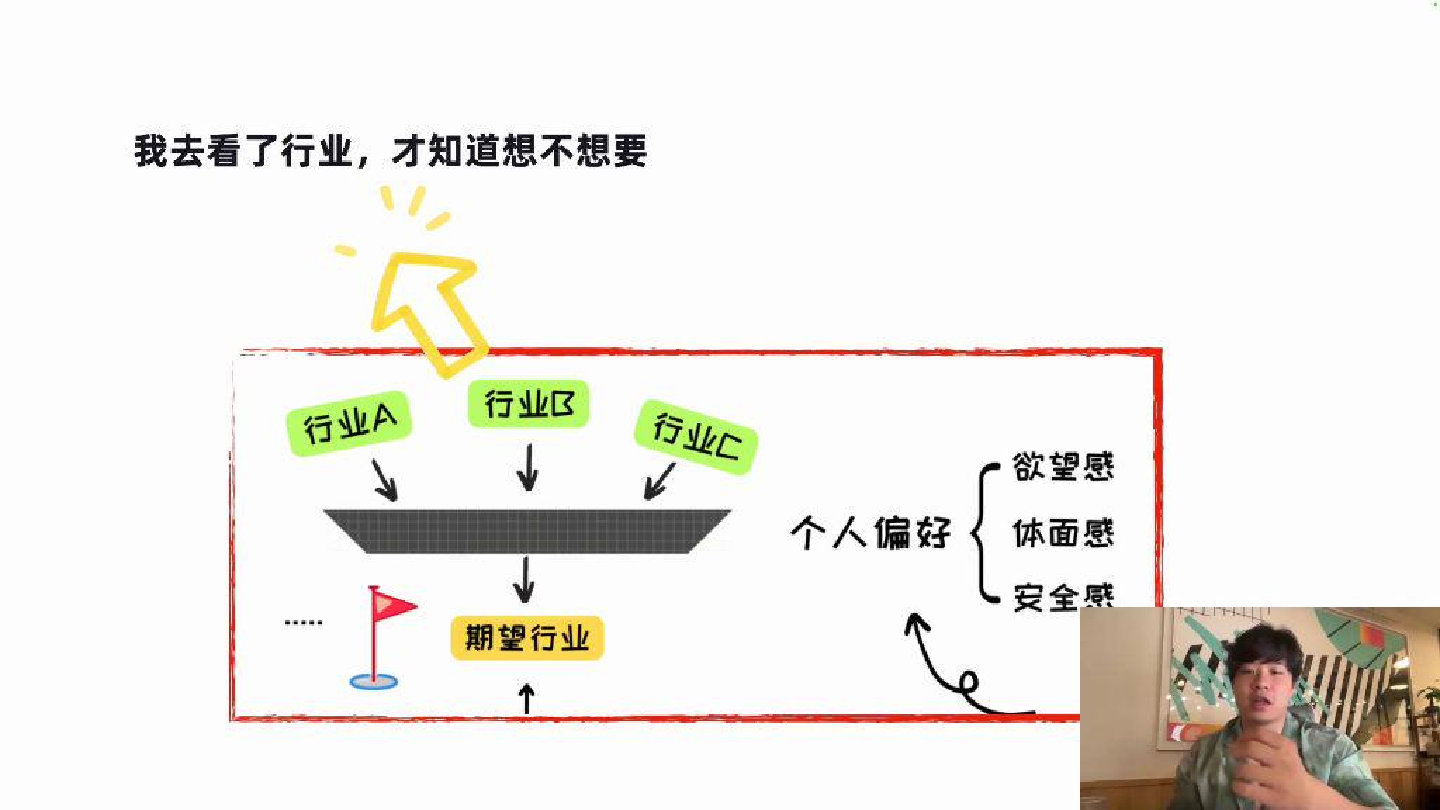 我去看了行业，才知道想不想要
行业A
行业B
行业C
欲望感
个人偏好
体面感
安全感
.....
期望行业